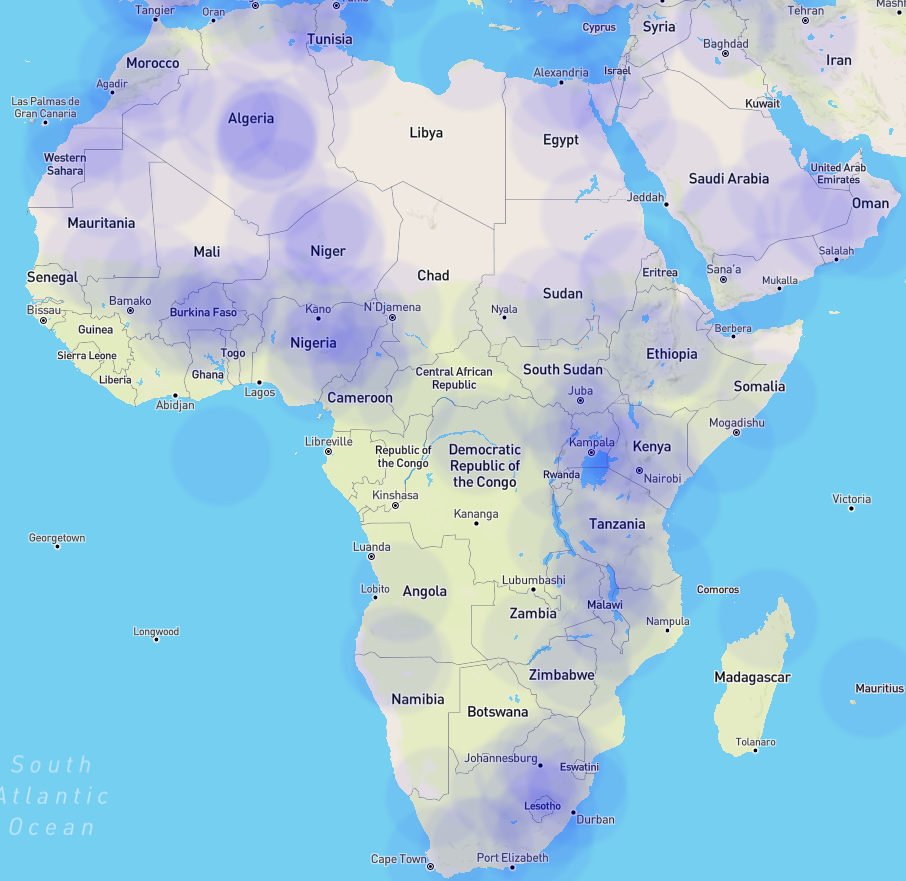 Tangier
Oran
Tunisia
Cyprus
Syria
Tehran
Mash
Morocco
Baghdad
Iran
Agadir
Alexandria
Israel
Las Palmas de
Gran Canaria
Algeria
Libya
Egypt
Kuwait
Western
Sahara
United Arab
Emirates
Saudi Arabia
Jeddah
Oman
Mauritania
Mali
Niger
Salalah
Senegal
Chad
Eritrea
Sana'a
Mukalla
Bissau
Bamako
Burkina Faso
Kano
N'Djamena
Nyala
Sudan
Guinea
Berbera
Sierra Leone
Togo
Nigeria
Ethiopia
Liberia
Ghana
Lagos
Central African
Republic
South Sudan
Somalia
Abidjan
Cameroon
Juba
Mogadishu
Libreville
Republic of
the Congo
Democratic
Republic of
the Congo
Kampala
Kenya
Rwanda
Nairobi
Kinshasa
Victoria
Kananga
Tanzania
Georgetown
Luanda
Lobito
Angola
Lubumbashi
Comoros
Zambia
Malawi
Longwood
Nampula
Zimbabwe
Madagascar
Mauritius
Namibia
Botswana
Tolanaro
South
Atlantic
Ocean
Johannesburg
Eswatini
Lesotho
Durban
Cape Town
Port Elizabeth